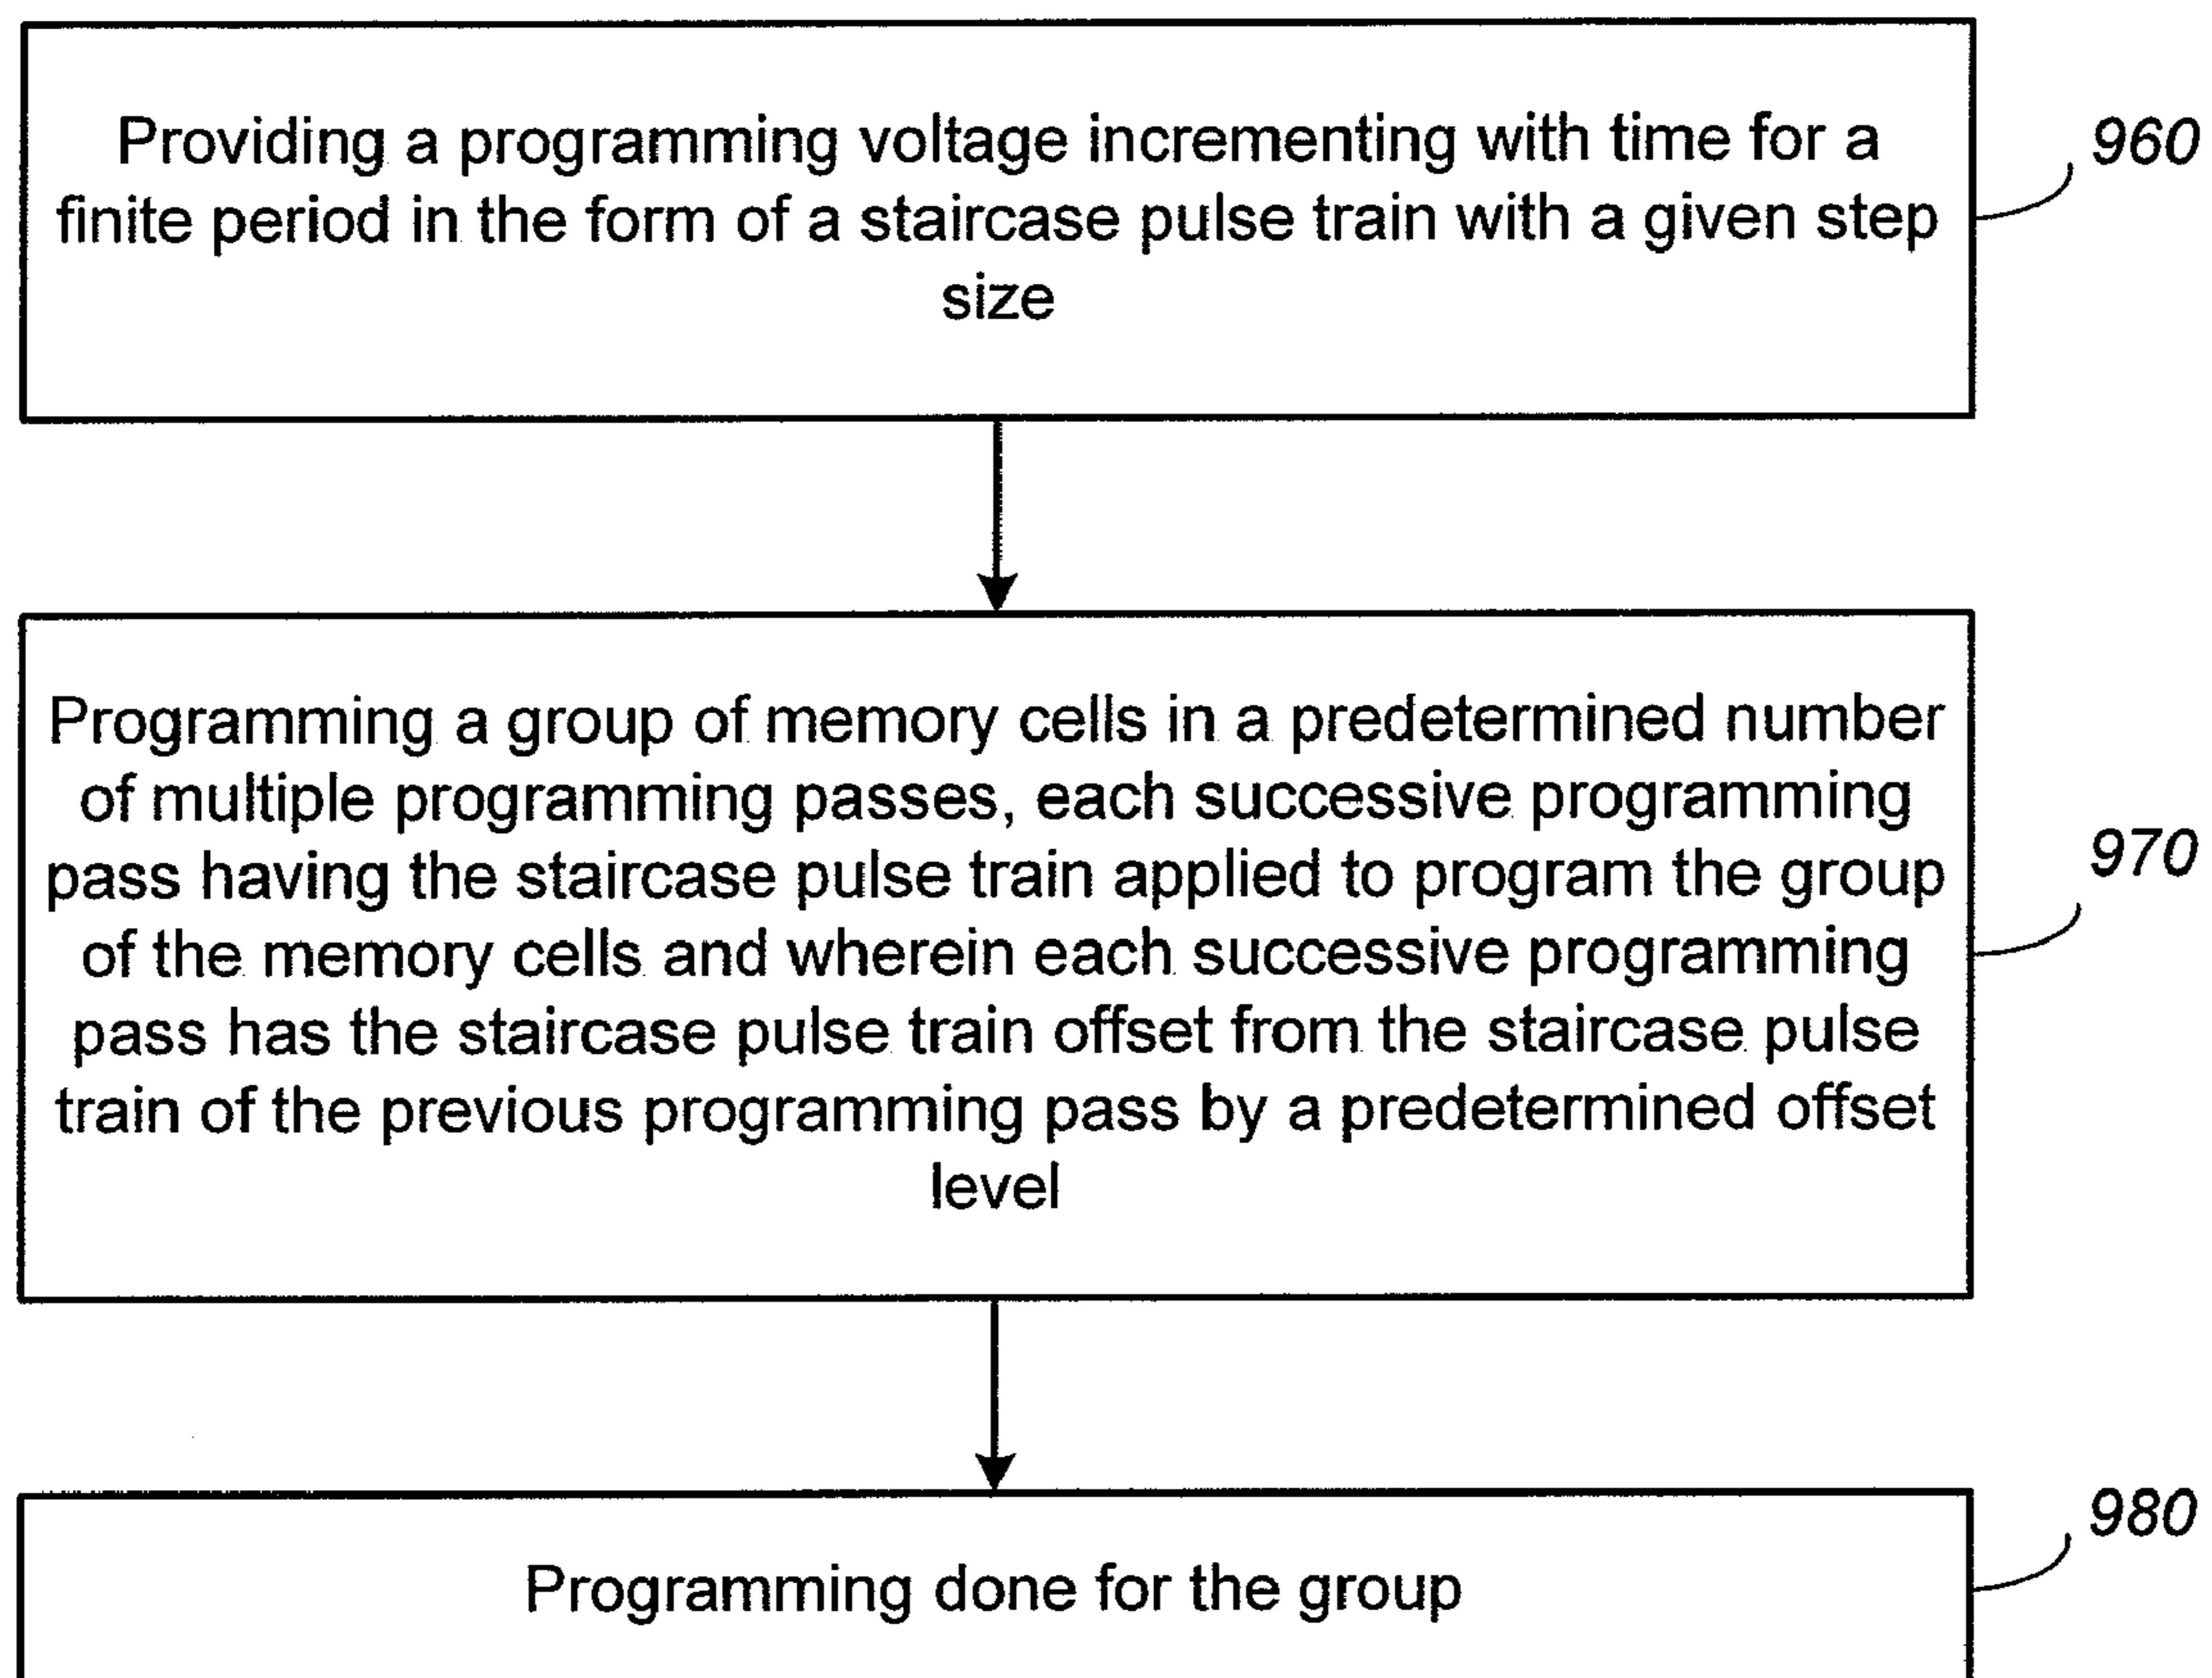 Providing a programming voltage incrementing with time for a
finite period in the form of a staircase pulse train with a given step
size
960
Programming a group of memory cells in a predetermined number
of multiple programming passes, each successive programming
pass having the staircase pulse train applied to program the group
of the memory cells and wherein each successive programming
pass has the staircase pulse train offset from the staircase pulse
train of the previous programming pass by a predetermined offset
level
970
Programming done for the group
980